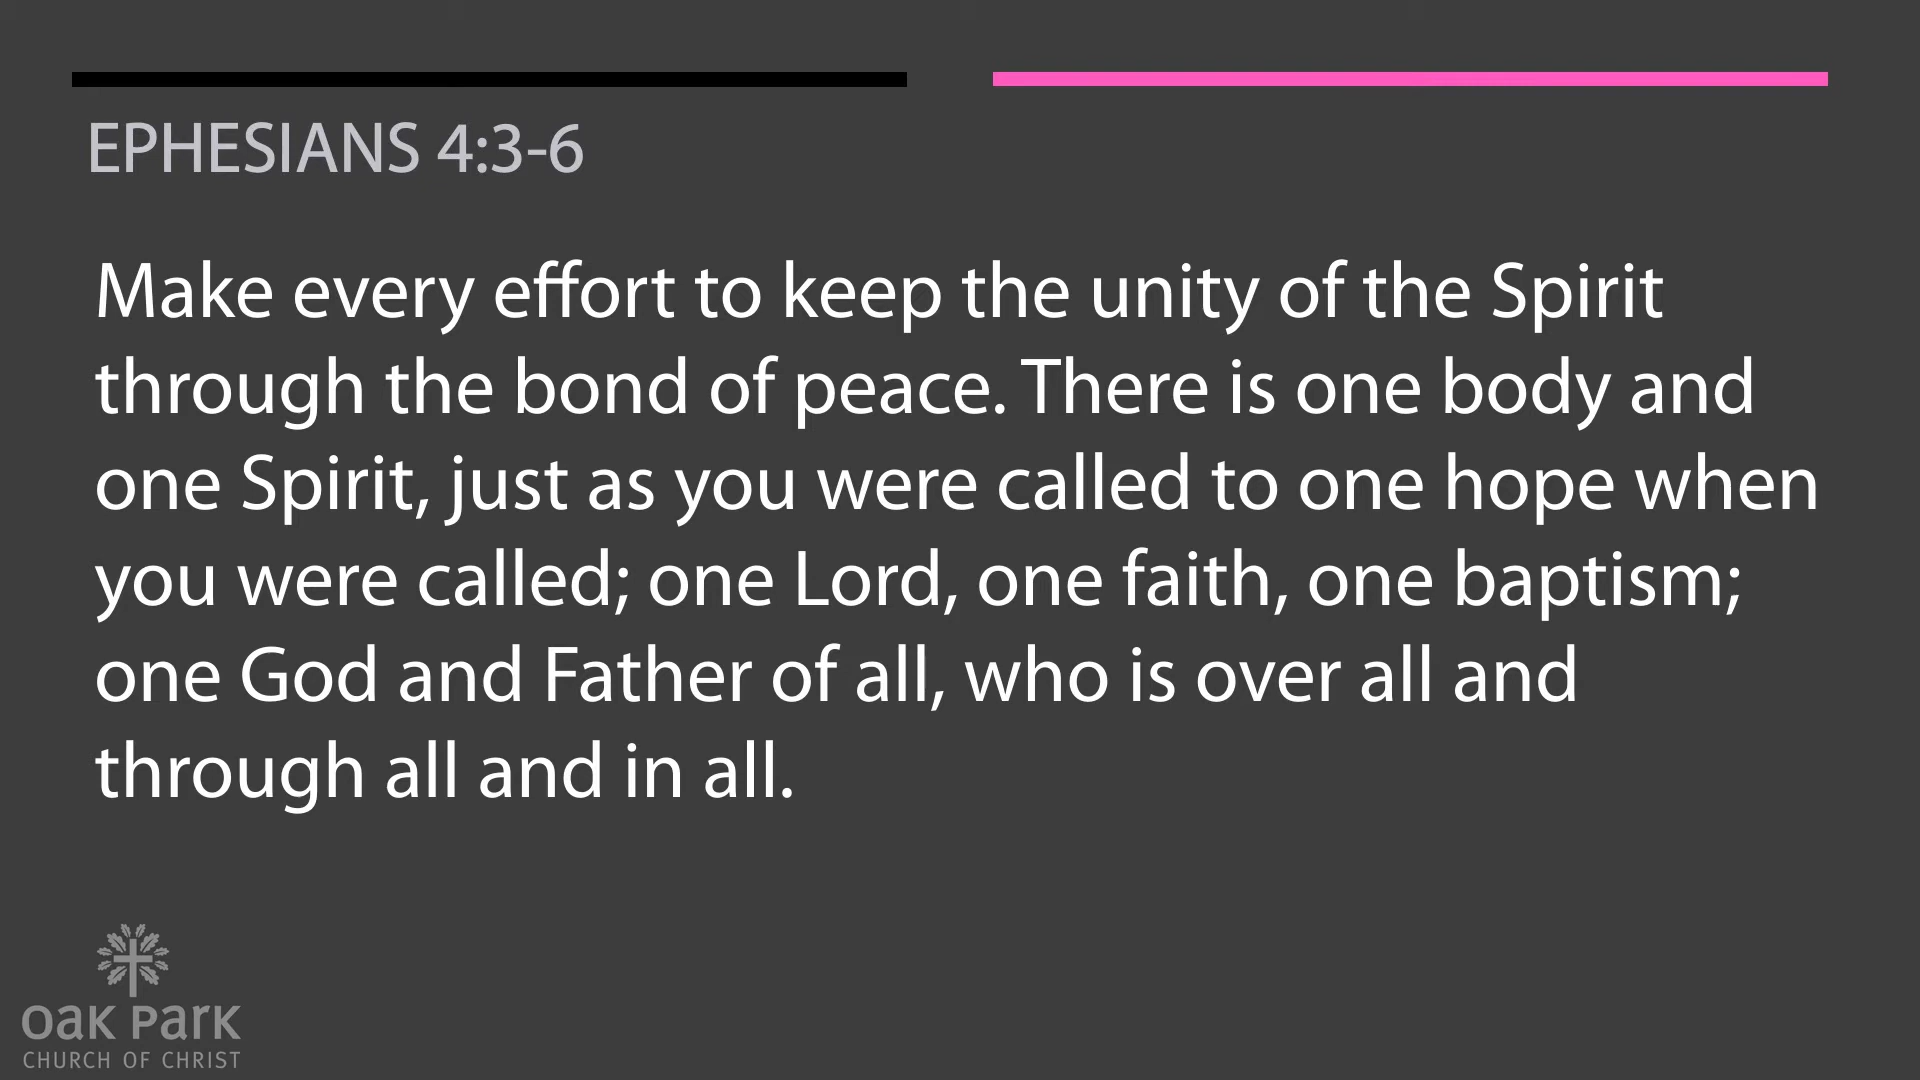 EPHESIANS 4:3-6
Make every effort to keep the unity of the Spirit
through the bond of peace. There is one body and
one Spirit, just as you were called to one hope when
you were called; one Lord, one faith, one baptism;
one God and Father of all, who is over all and
through all and in all.
Oak Park
CHURCH OF CHRIST